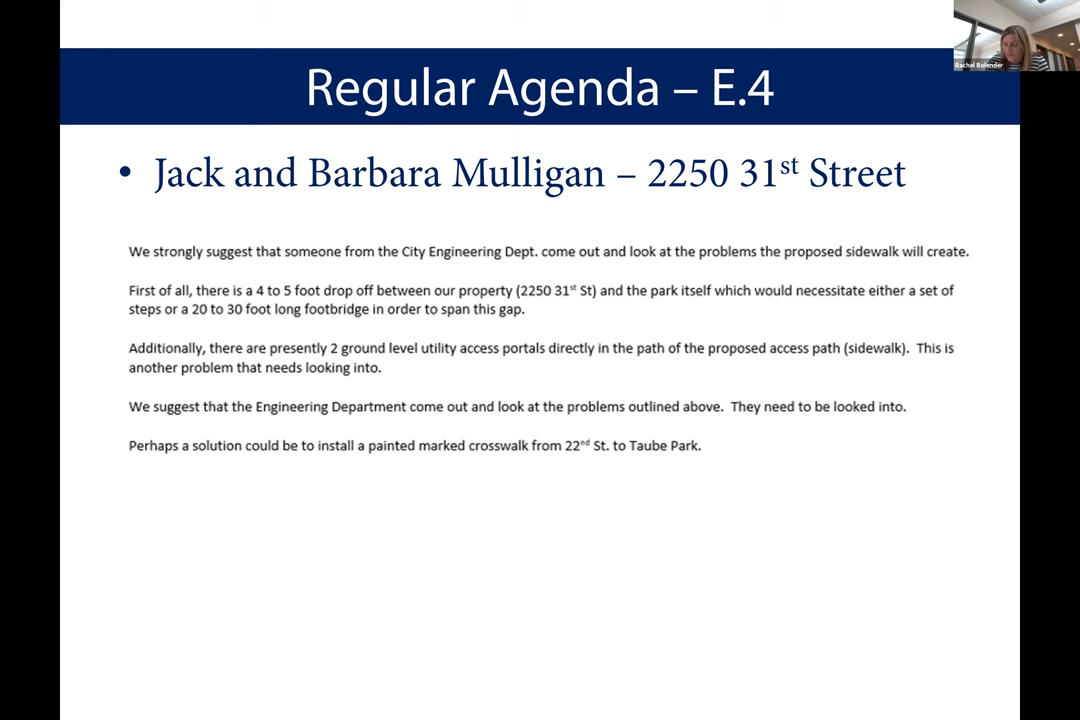 Rachel Bolender
Regular Agenda – E.4
• Jack and Barbara Mulligan – 2250 31st Street
We strongly suggest that someone from the City Engineering Dept. come out and look at the problems the proposed sidewalk will create.
First of all, there is a 4 to 5 foot drop off between our property (2250 31st St) and the park itself which would necessitate either a set of
steps or a 20 to 30 foot long footbridge in order to span this gap.
Additionally, there are presently 2 ground level utility access portals directly in the path of the proposed access path (sidewalk).  This is
another problem that needs looking into.
We suggest that the Engineering Department come out and look at the problems outlined above.  They need to be looked into.
Perhaps a solution could be to install a painted marked crosswalk from 22nd St. to Taube Park.